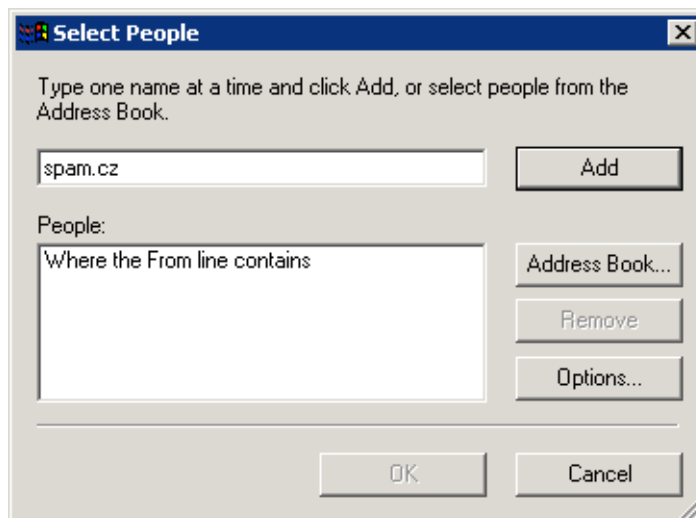 Select People
Type one name at a time and click Add, or select people from the
Address Book.
spam.cz
Add
People:
Where the From line contains
Address Book...
Remove
Options...
OK
Cancel